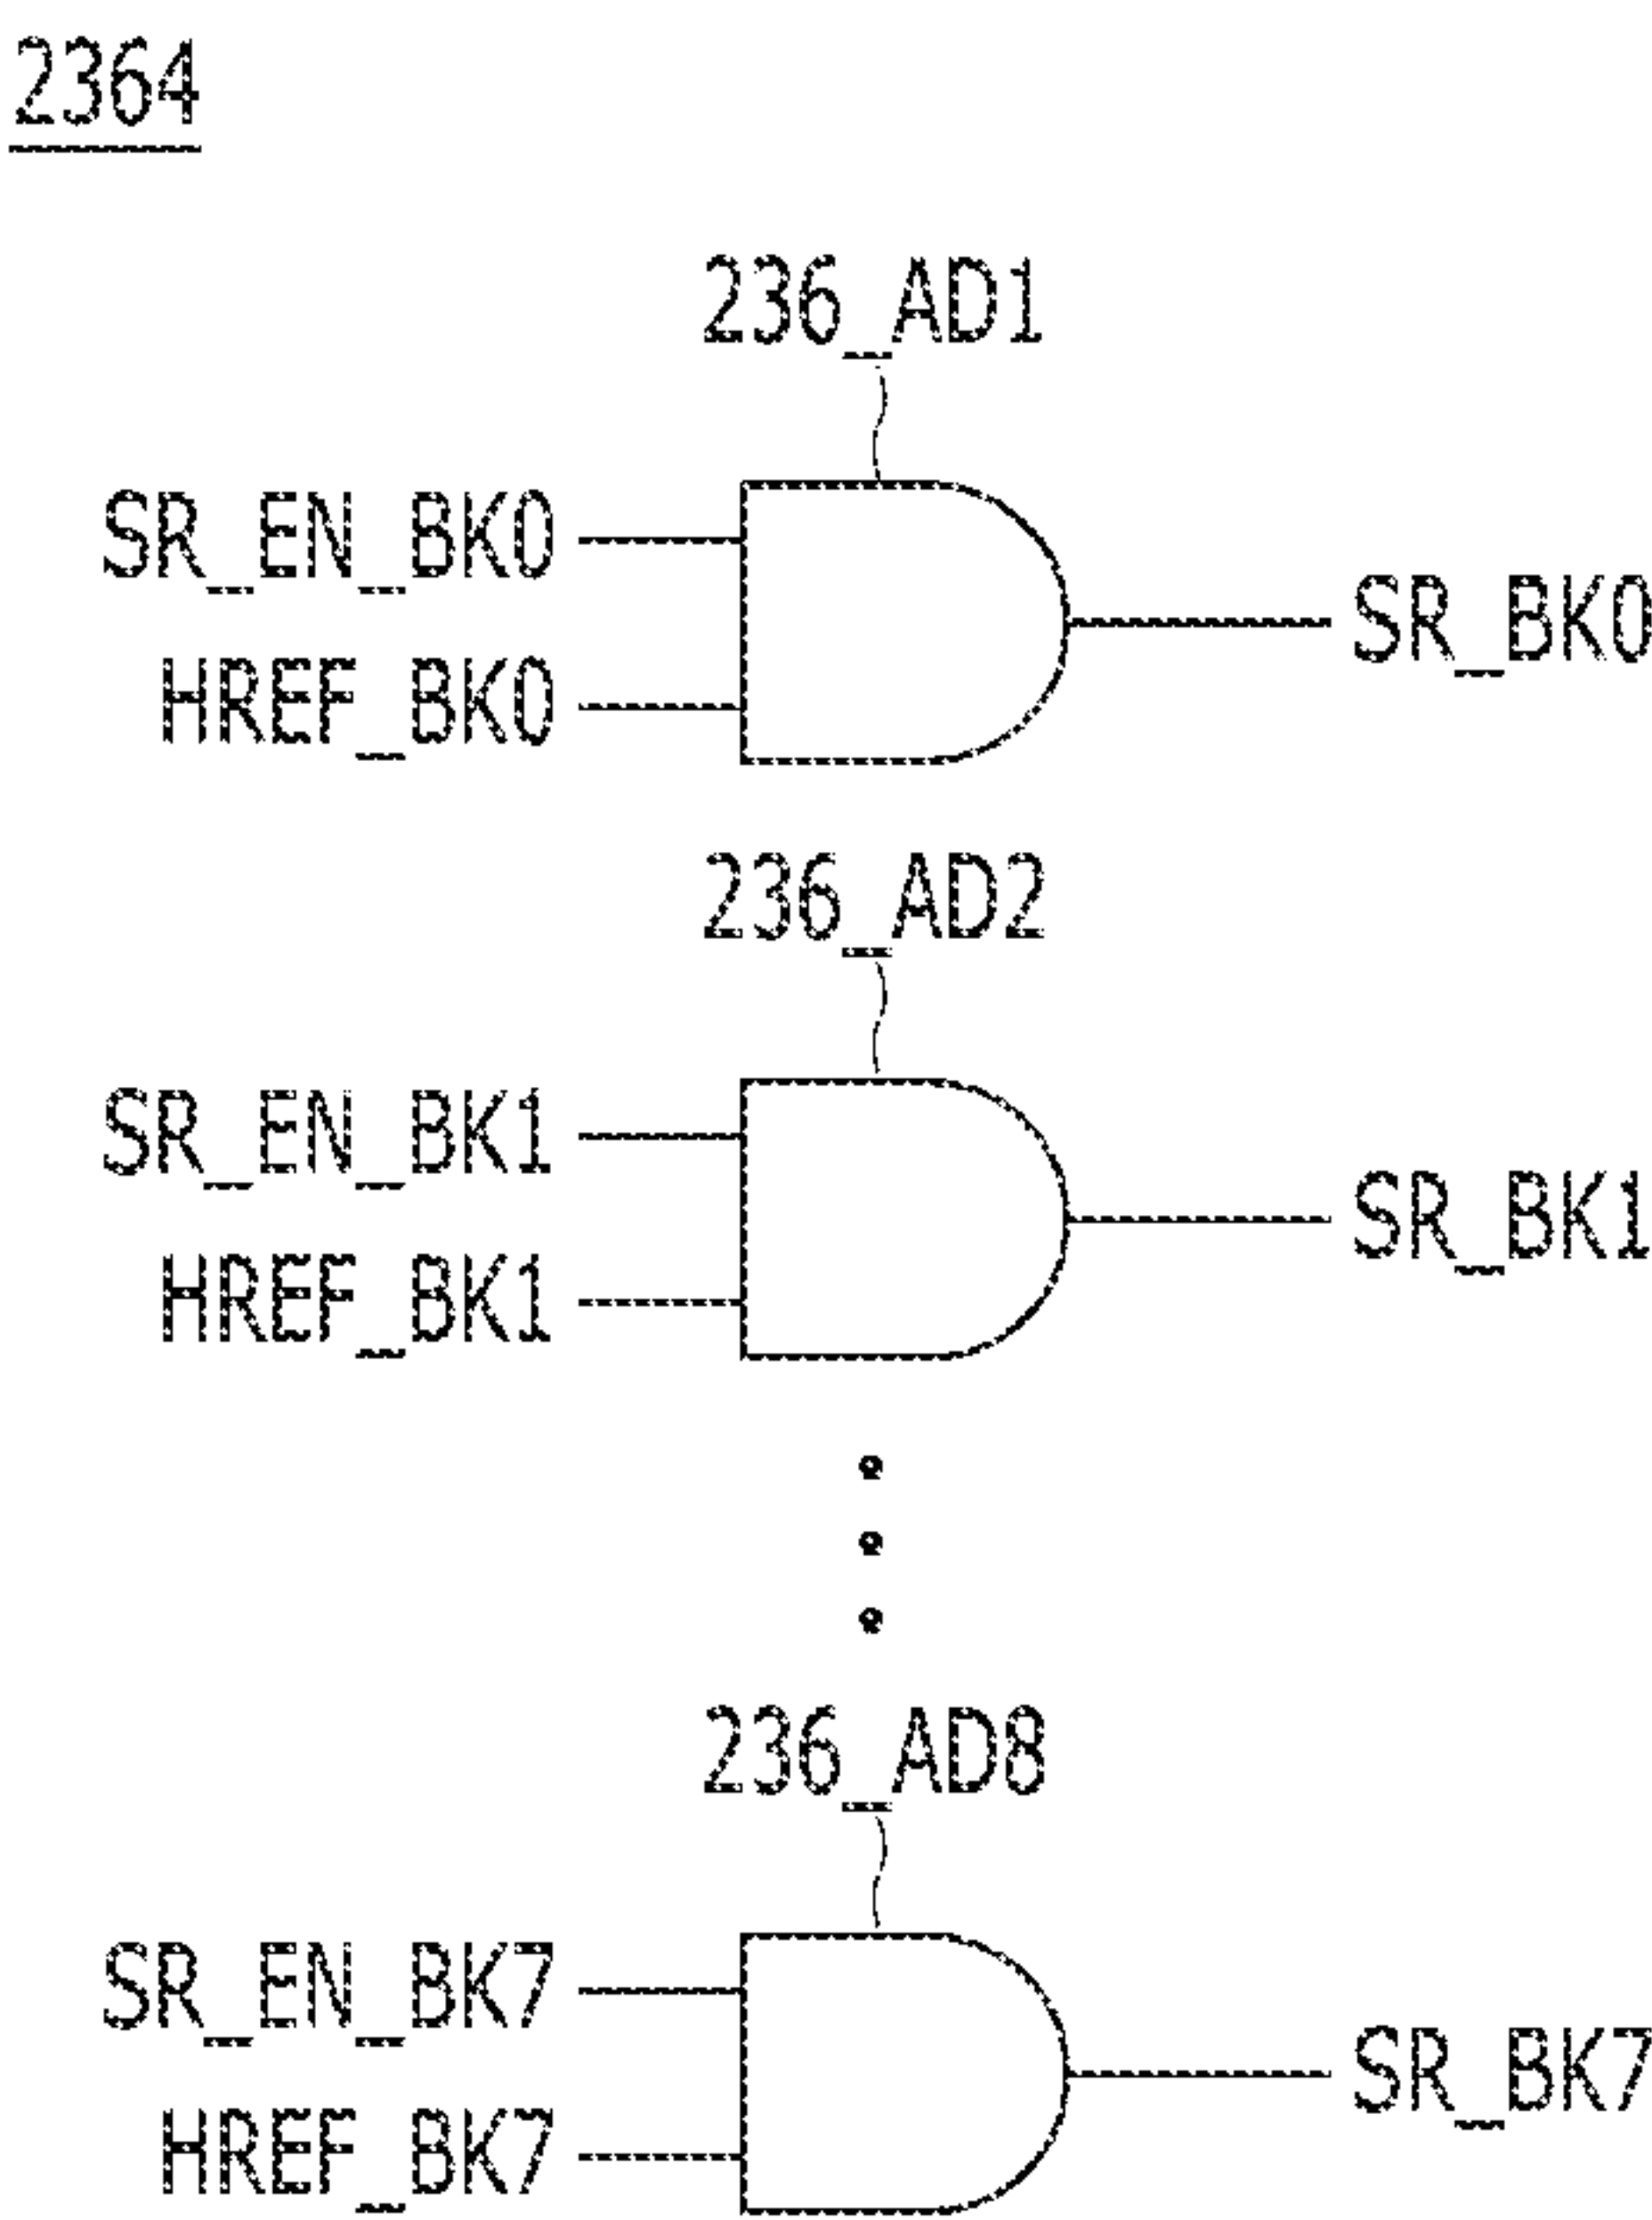 2364
236_AD1
SR_EN_BK0
SR_BK0
HREF_BK0
236_AD2
SR_EN_BK1
SR_BK1
HREF_BK1
236_AD8
SR_EN_BK7
SR_BK7
HREF_BK7